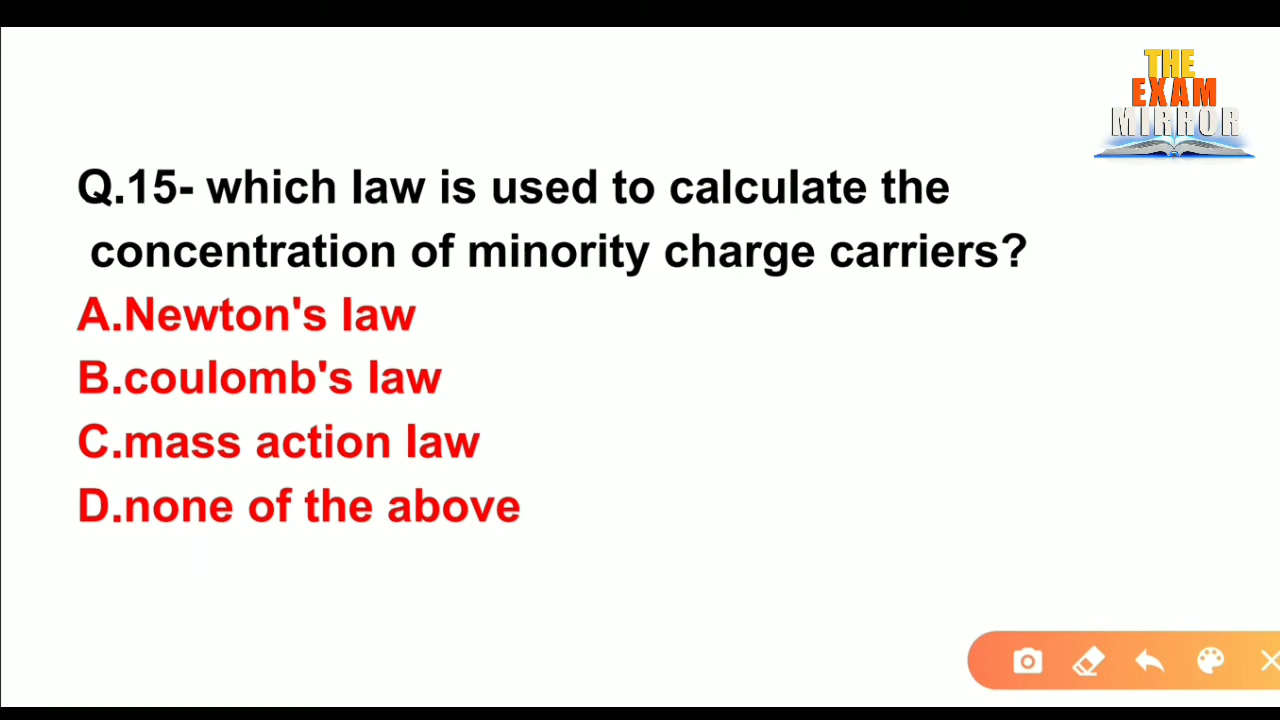 THE
EXAM
MIRROR
Q.15- which law is used to calculate the
concentration of minority charge carriers?
A.Newton's law
B.coulomb's law
C.mass action law
D.none of the above